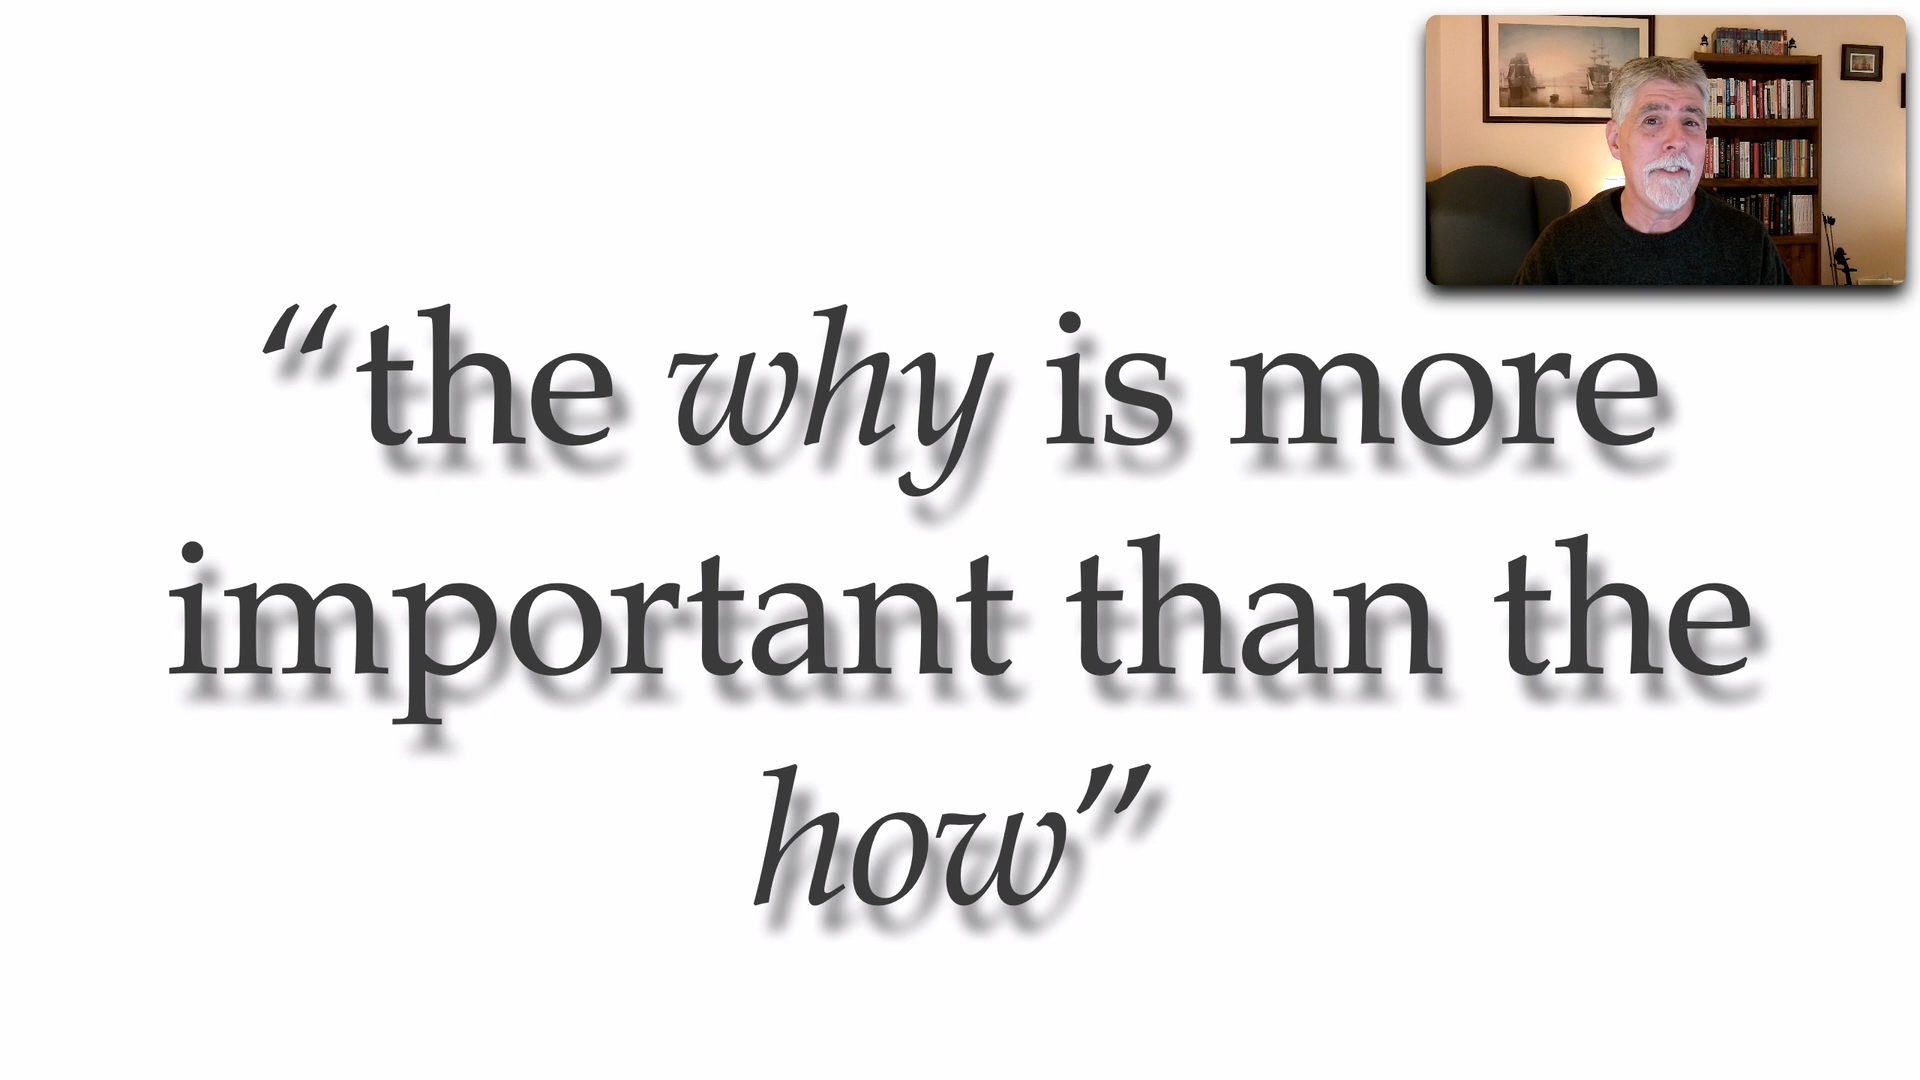 “the why is more
important than the
how”